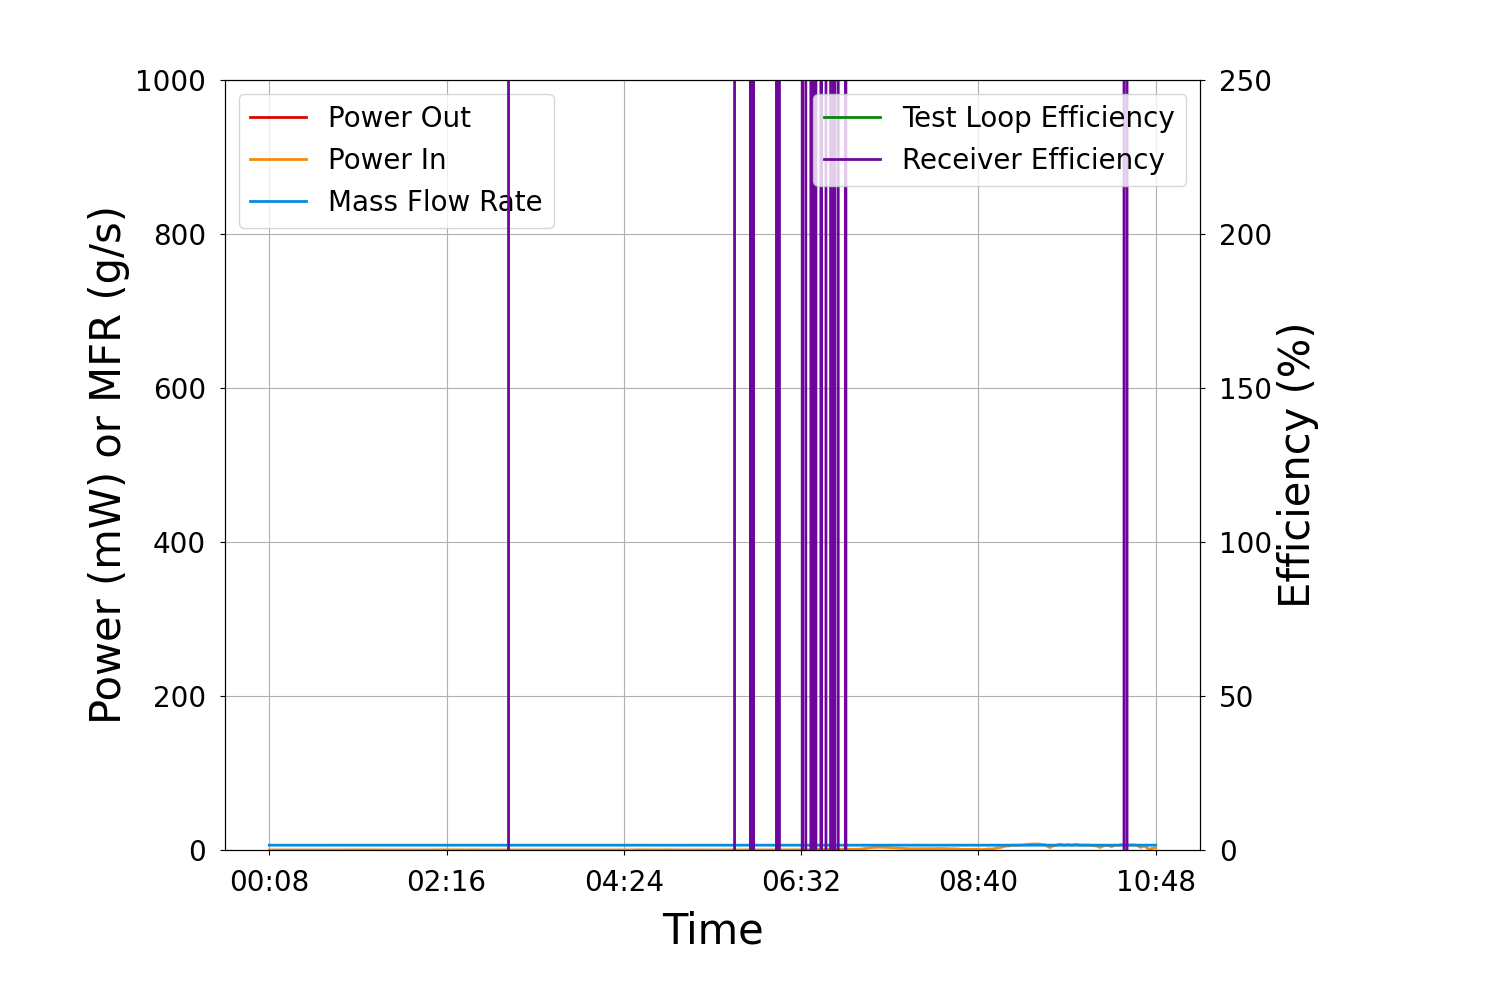 1000
800
600
400
200
0
Power (mW) or MFR (g/s)
Power Out
Power In
Mass Flow Rate
Test Loop Efficiency
Receiver Efficiency
250
200
150
100
50
0
Efficiency (%)
00:08 02:16 04:24 06:32 08:40 10:48
Time